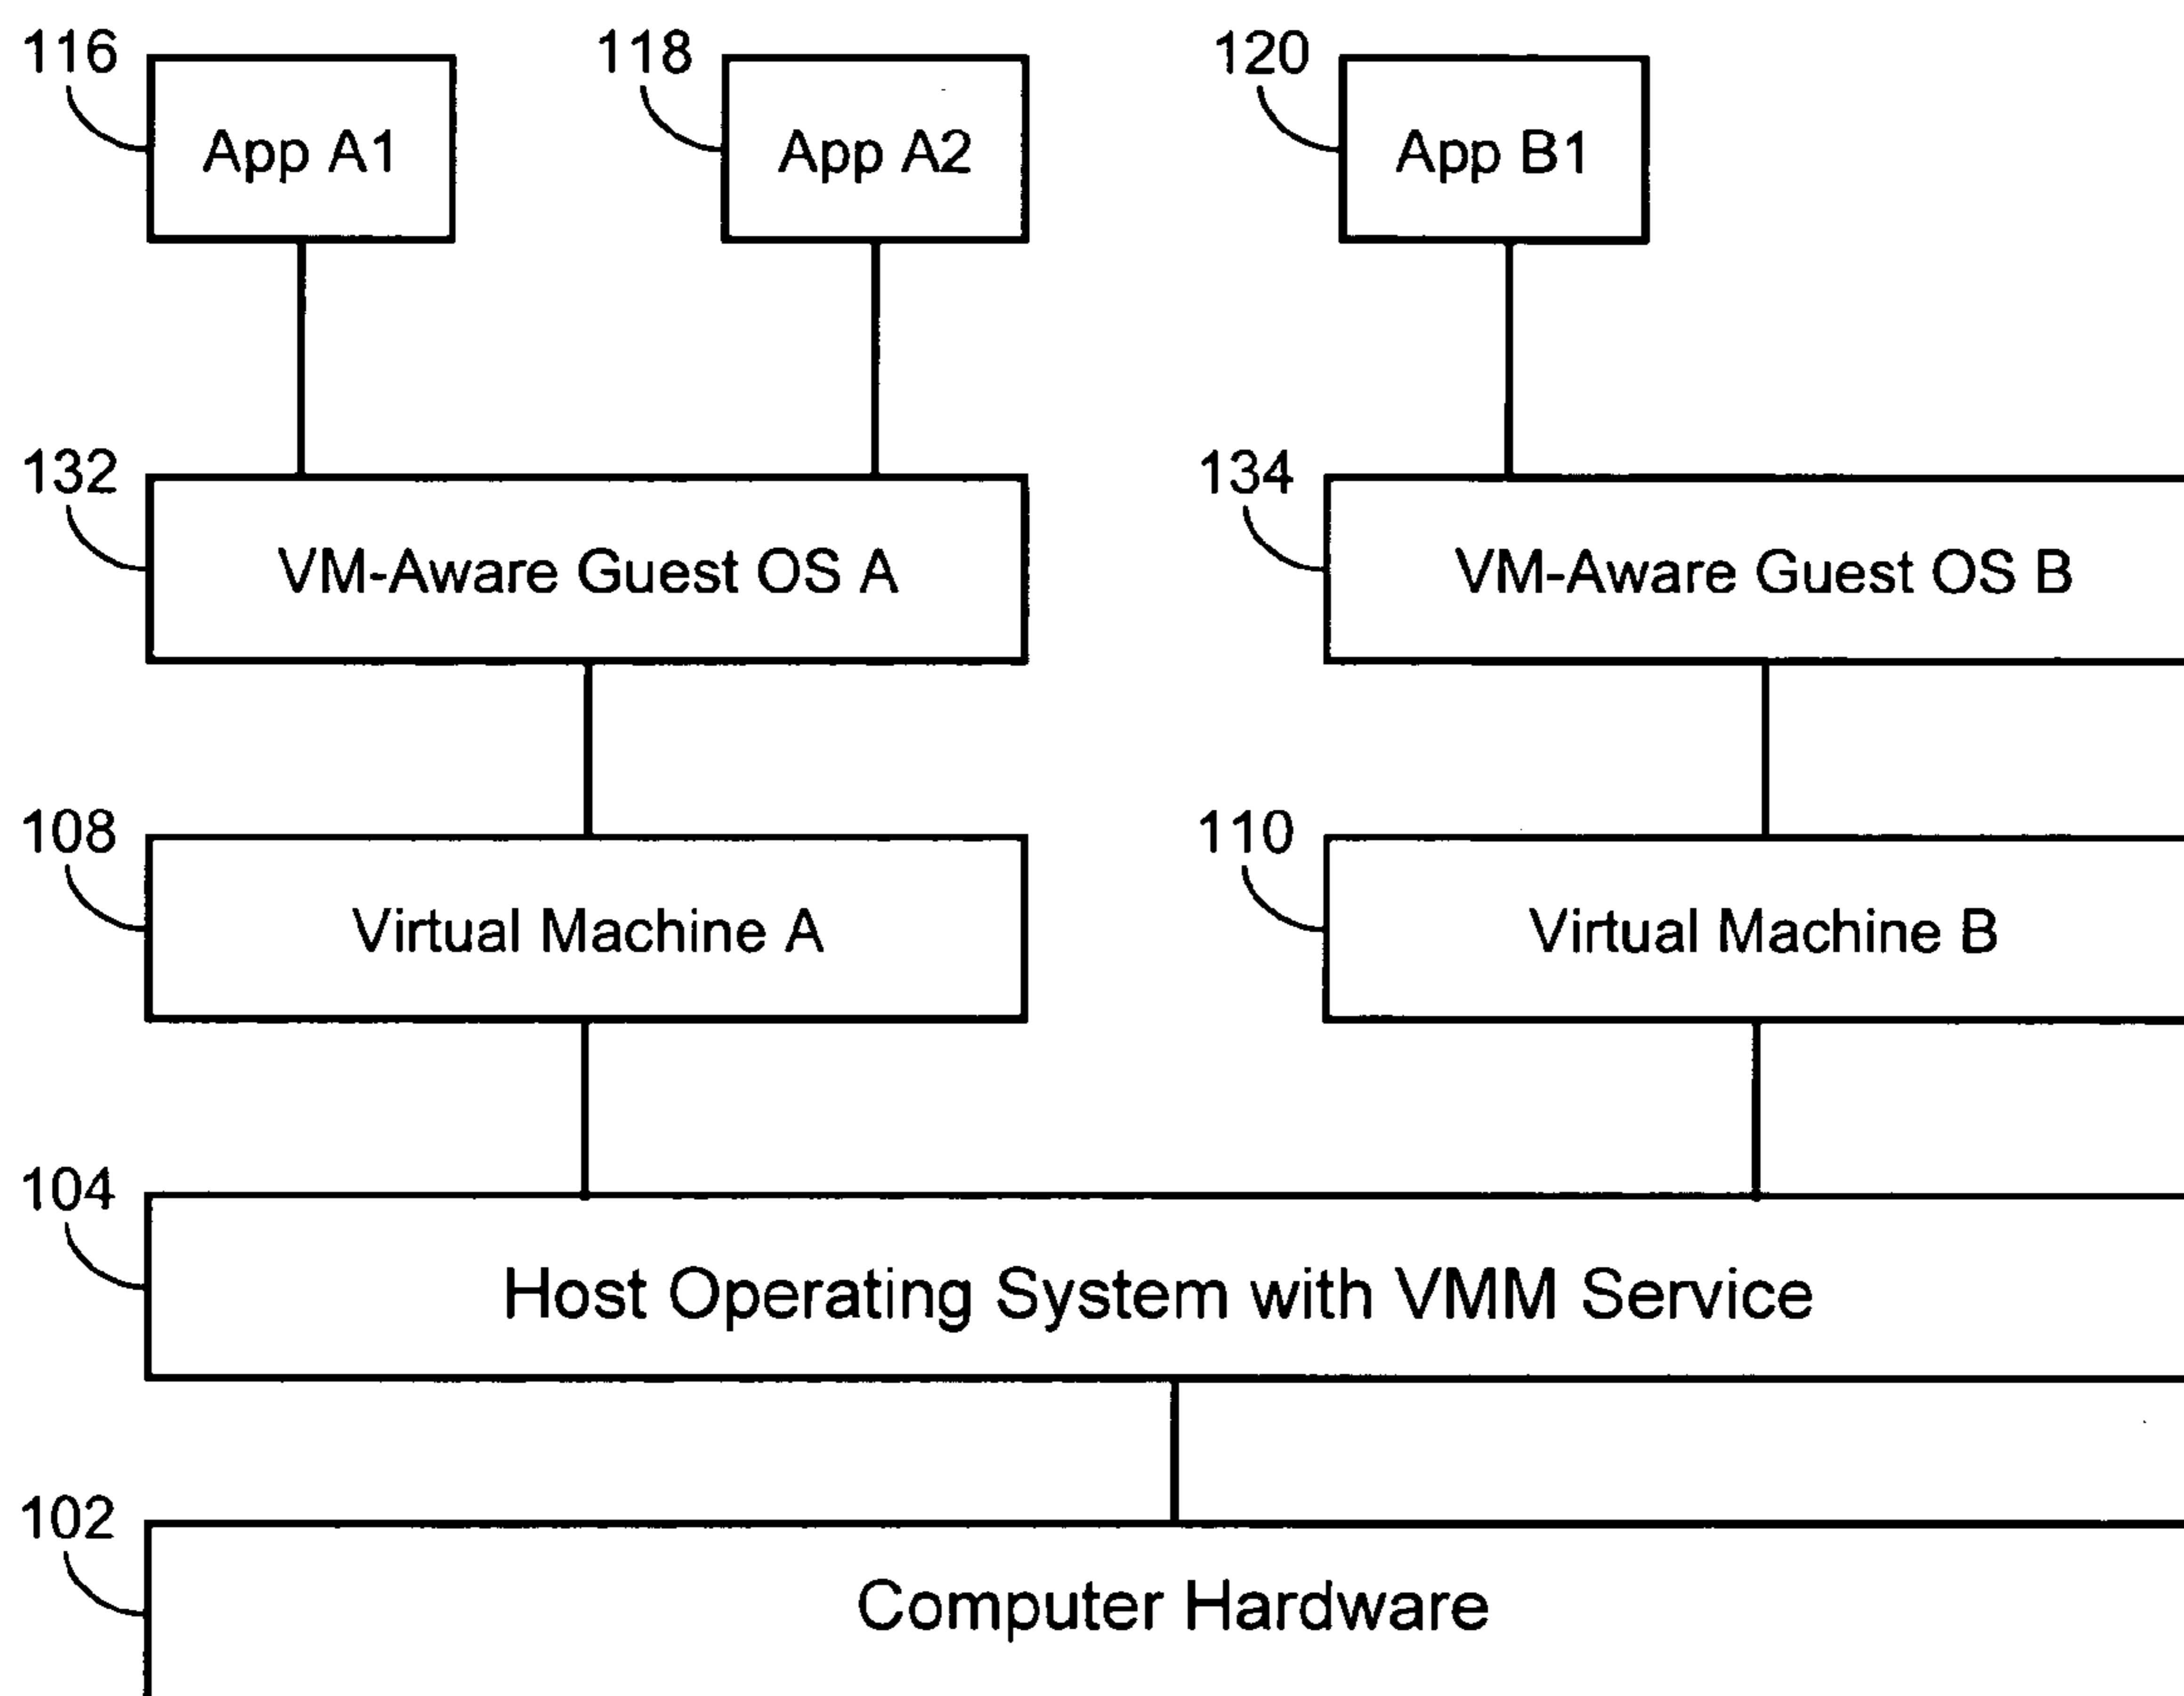 116
118
120
App A1
App A2
App B1
132
134
VM-Aware Guest OS A
VM-Aware Guest OS B
108
110
Virtual Machine A
Virtual Machine B
104
Host Operating System with VMM Service
102
Computer Hardware